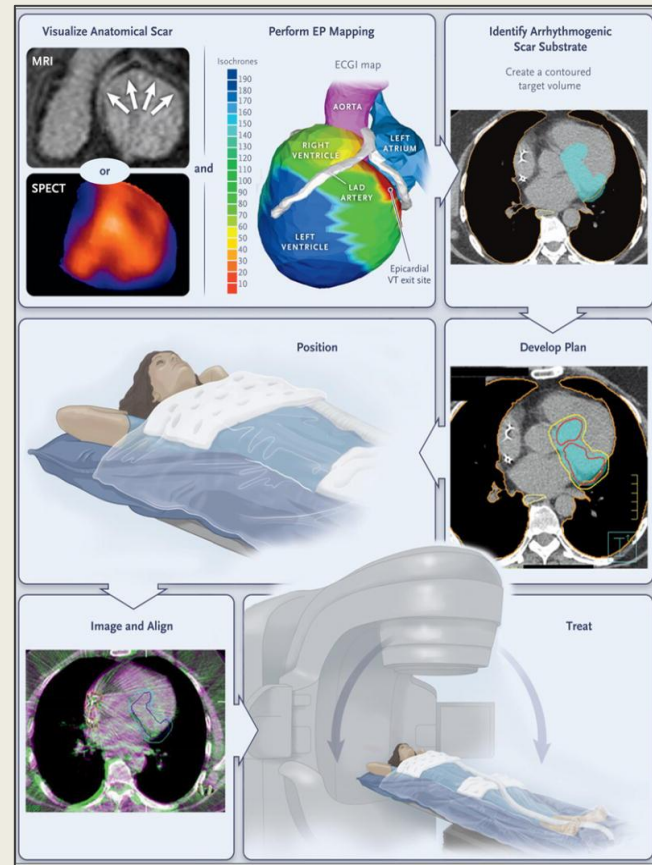 Visualize Anatomical Scar
MRI
or
SPECT
and
Perform EP Mapping
Isochrones
ECGI map
190
180
170
160
150
140
130
120
110
100
90
80
70
60
50
40
30
20
10
AORTA
RIGHT
VENTRICLE
LEFT
ATRIUM
LAD
ARTERY
LEFT
VENTRICLE
Epicardial
VT exit site
Identify Arrhythmogenic
Scar Substrate
Create a contoured
target volume
Develop Plan
Position
Image and Align
Treat